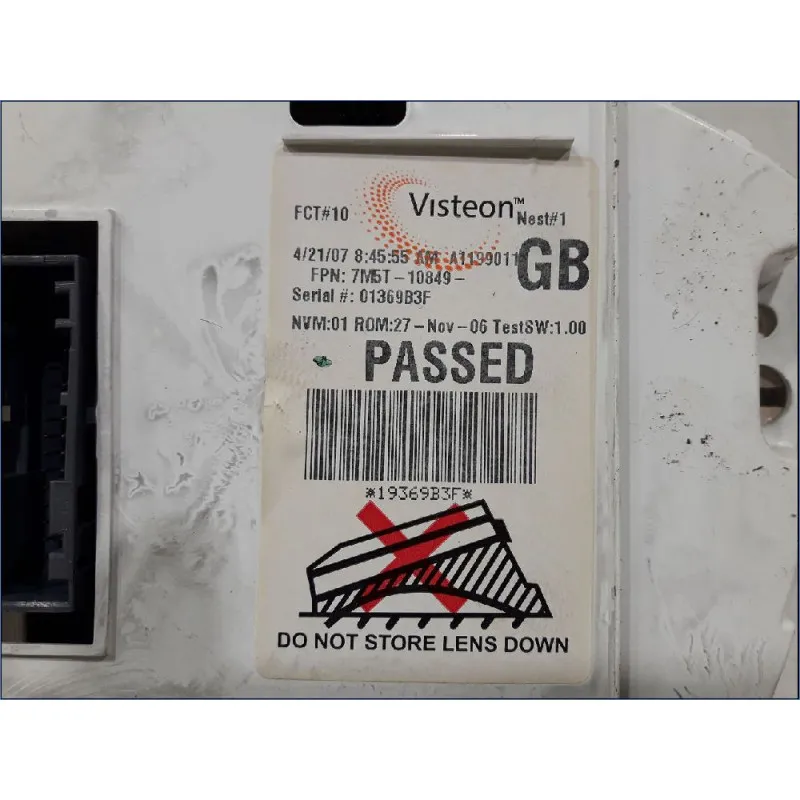 Visteon™
FCT#10
Nest#1
4/21/07 8:45:55 AM
GB
FPN: 7M5T-10849-
Serial #: 01369B3F
NVM:01 ROM:27-Nov-06 TestSW:1.00
PASSED
*19369B3F*
DO NOT STORE LENS DOWN